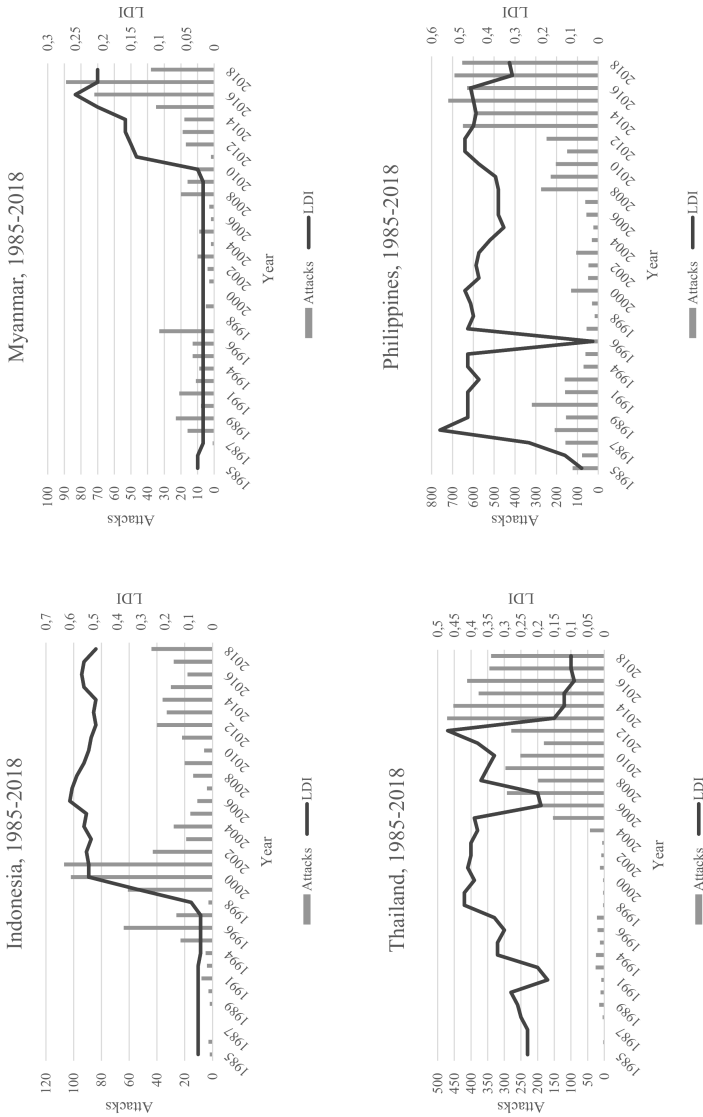 Indonesia, 1985-2018
Attacks
120
100
80
60
40
20
0
1985 1987 1989 1991 1994 1996 1998 2000 2002 2004 2006 2008 2010 2012 2014 2016 2018
0,7
0,6
0,5
0,4
0,3
0,2
0,1
0
LDI
Year
Attacks LDI
Myanmar, 1985-2018
Attacks
100
90
80
70
60
50
40
30
20
10
0
1985 1987 1989 1991 1994 1996 1998 2000 2002 2004 2006 2008 2010 2012 2014 2016 2018
0,3
0,25
0,2
0,15
0,1
0,05
0
LDI
Year
Attacks LDI
Thailand, 1985-2018
Attacks
500
450
400
350
300
250
200
150
100
50
0
1985 1987 1989 1991 1994 1996 1998 2000 2002 2004 2006 2008 2010 2012 2014 2016 2018
0,5
0,45
0,4
0,35
0,3
0,25
0,2
0,15
0,1
0,05
0
LDI
Year
Attacks LDI
Philippines, 1985-2018
Attacks
800
700
600
500
400
300
200
100
0
1985 1987 1989 1991 1994 1996 1998 2000 2002 2004 2006 2008 2010 2012 2014 2016 2018
0,6
0,5
0,4
0,3
0,2
0,1
0
LDI
Year
Attacks LDI